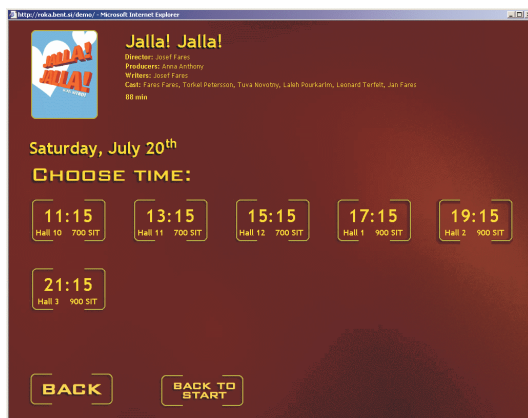 http://roka.bent.si/demo/ - Microsoft Internet Explorer
JALLA!
JALLA!
Jalla! Jalla!
Director: Josef Fares
Producers: Anna Anthony
Writers: Josef Fares
Cast: Fares Fares, Torkel Petersson, Tuva Novotny, Laleh Pourkarim, Leonard Terfelt, Jan Fares
88 min
Saturday, July 20th
CHOOSE TIME:
11:15 13:15 15:15 17:15 19:15
Hall 10 700 SIT Hall 11 700 SIT Hall 12 700 SIT Hall 1 900 SIT Hall 2 900 SIT
21:15
Hall 3 900 SIT
BACK
BACK TO
START